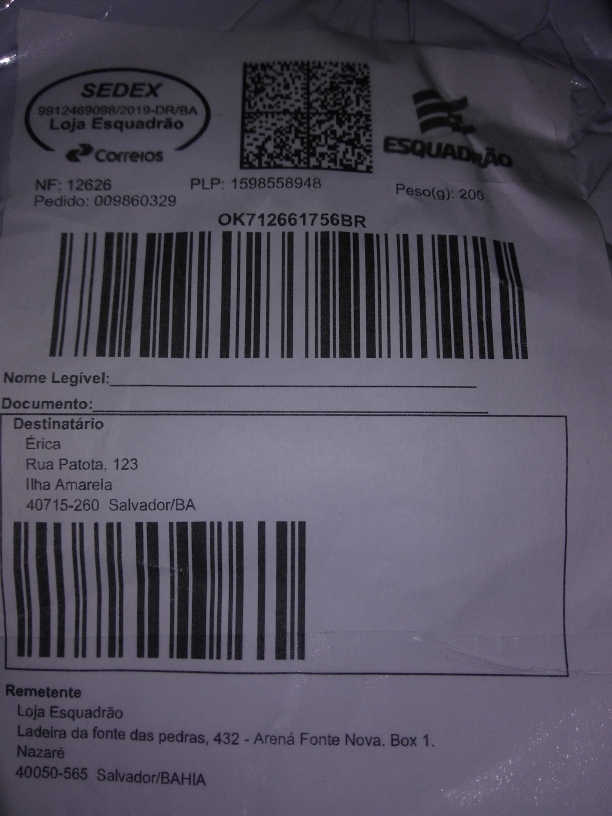 SEDEX
9912469098/2019-DR/BA
Loja Esquadrão
Correios
ESQUADRÃO
NF: 12626 PLP: 1598558948 Peso(g): 200
Pedido: 009860329
OK712661756BR
Nome Legível:
Documento:
Destinatário
Érica
Rua Patota, 123
Ilha Amarela
40715-260 Salvador/BA
Remetente
Loja Esquadrão
Ladeira da fonte das pedras, 432 - Arená Fonte Nova. Box 1.
Nazaré
40050-565 Salvador/BAHIA